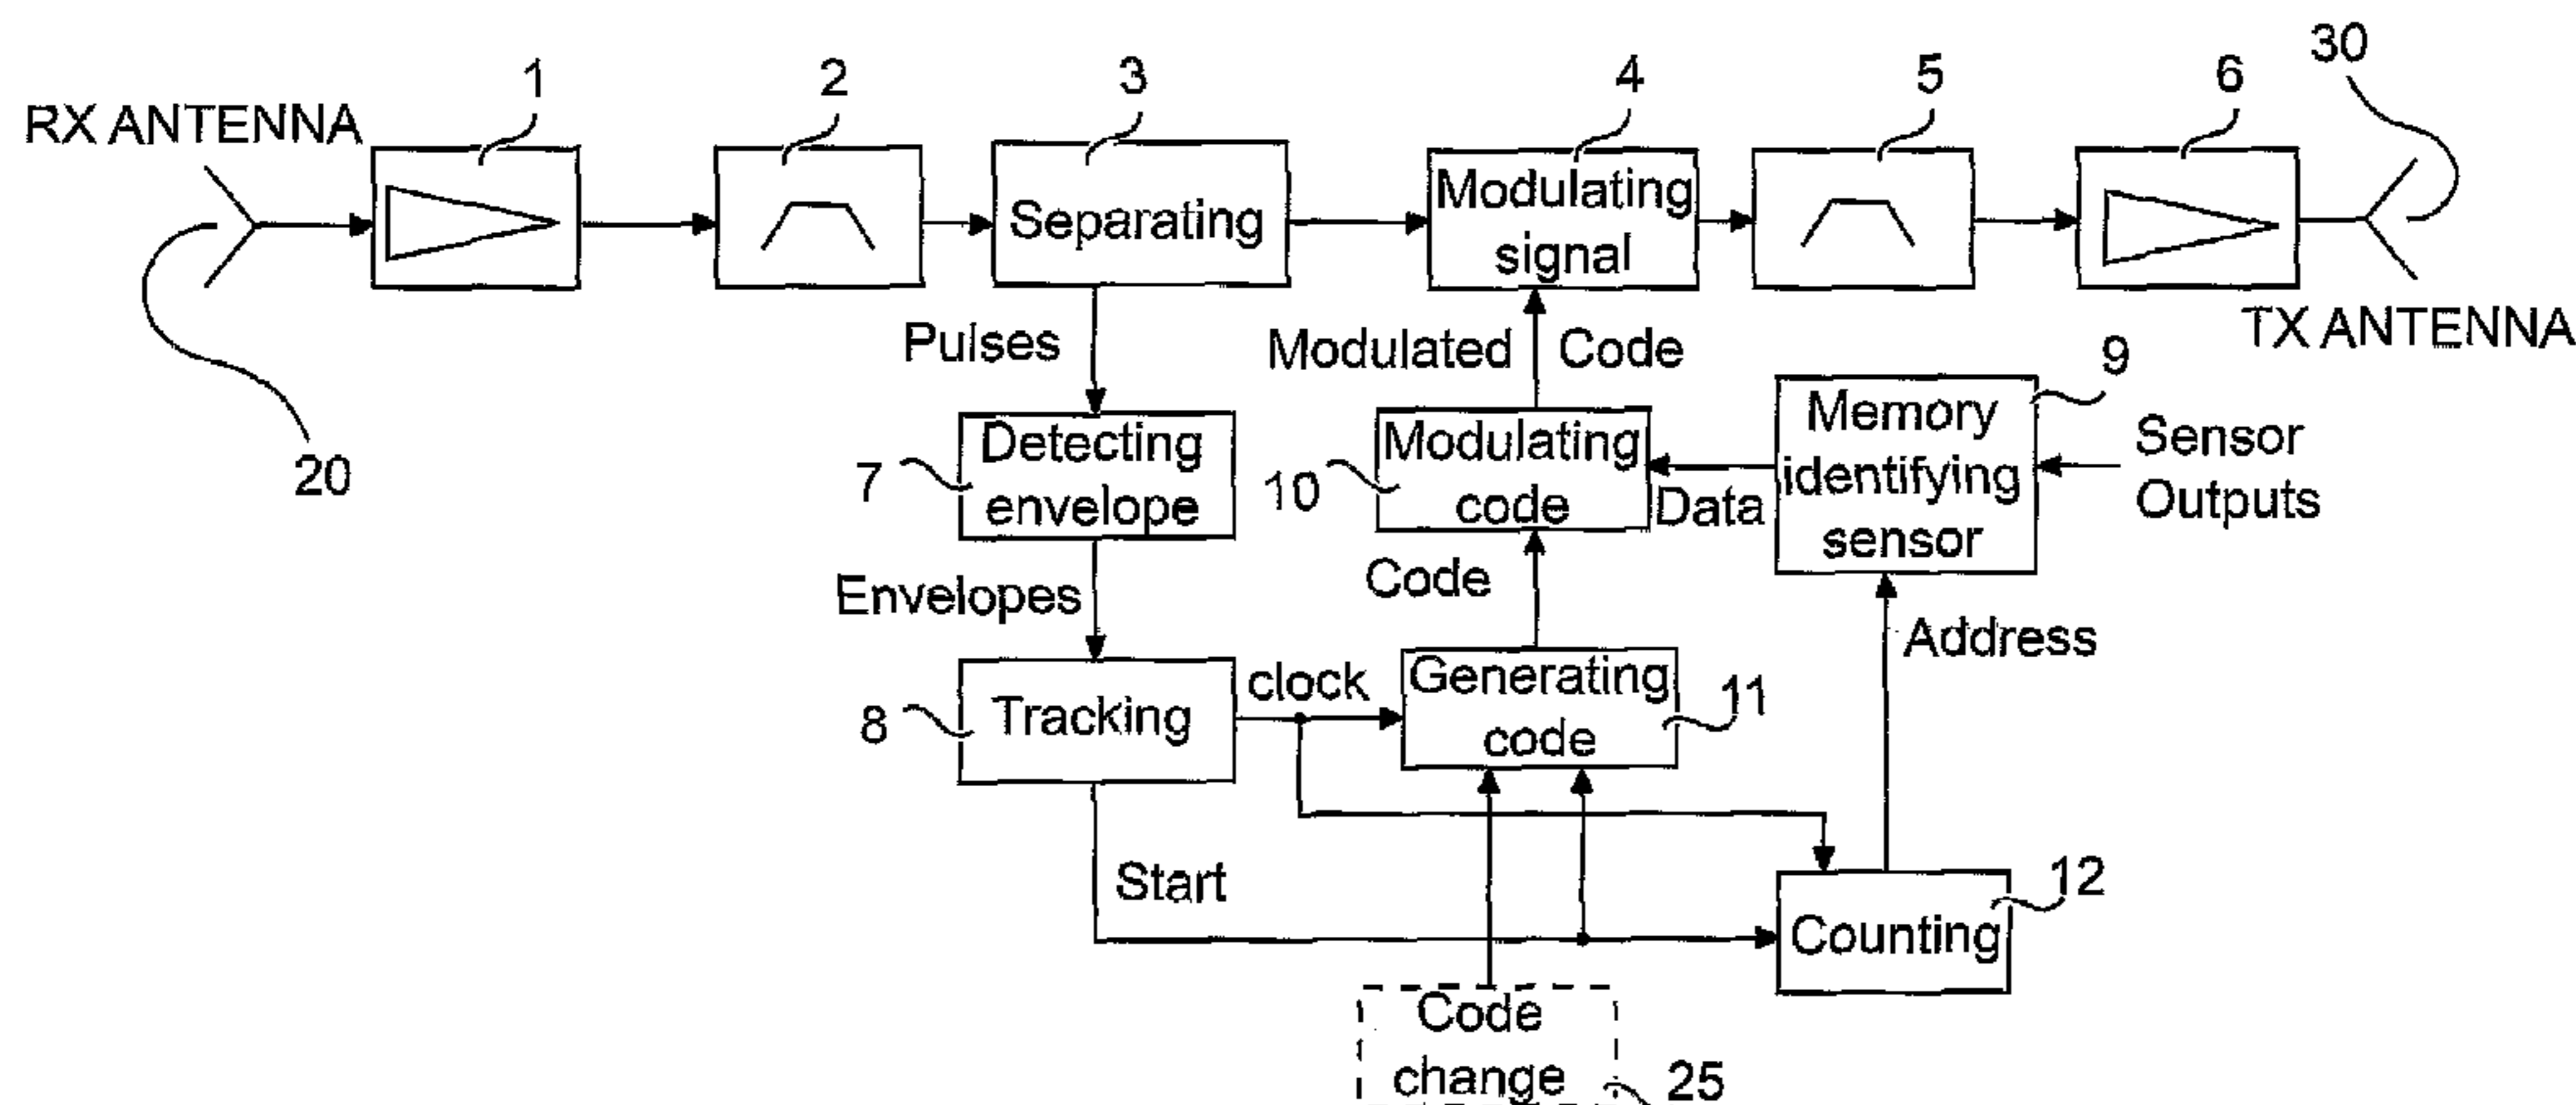 1
2
3
4
5
6
30
RX ANTENNA
Separating
Modulating
signal
20
Pulses
Modulated Code
TX ANTENNA
9
7
Detecting
envelope
10
Modulating
code
Data
Memory
identifying
sensor
Sensor
Outputs
Envelopes
Code
Address
8
Tracking
clock
Generating
code
11
Start
12
Counting
Code
change
25